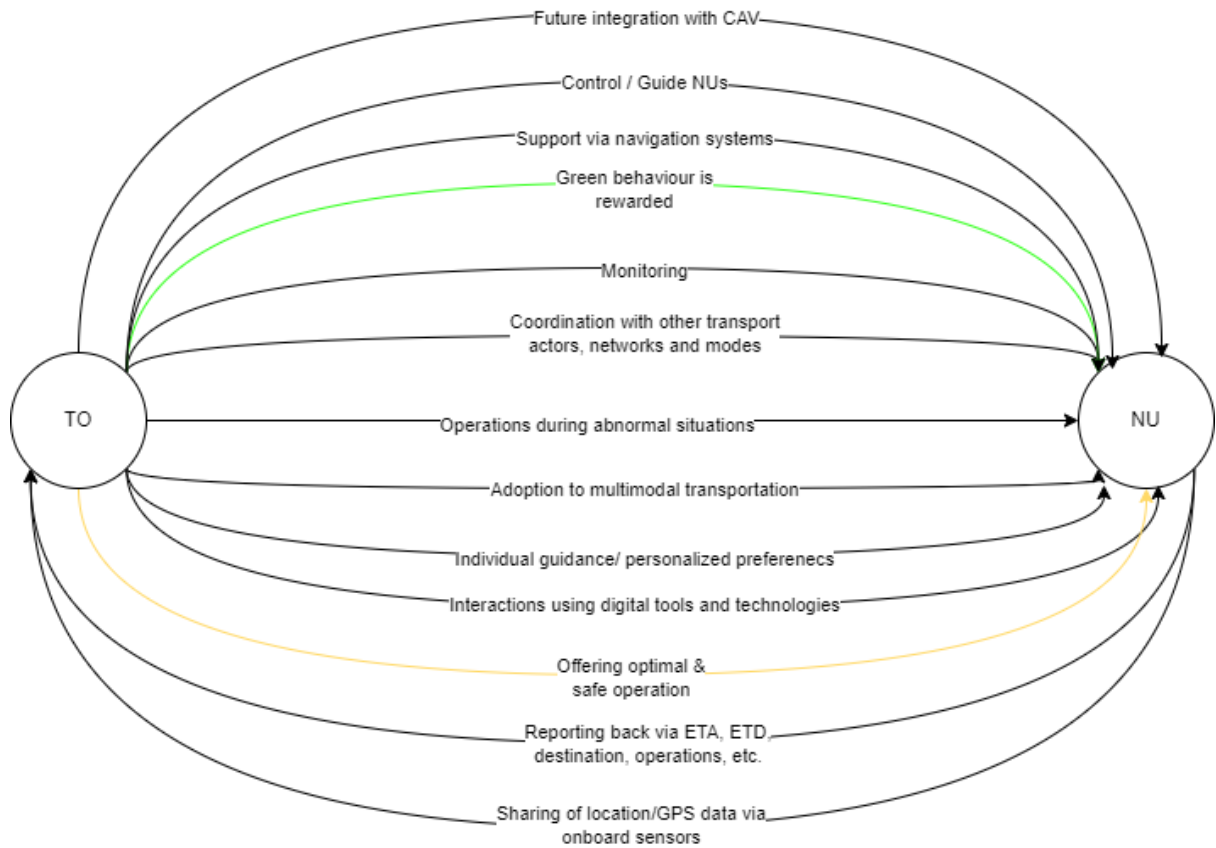 Future integration with CAV
Control / Guide NUs
Support via navigation systems
Green behaviour is
rewarded
Monitoring
Coordination with other transport
actors, networks and modes
TO
NU
Operations during abnormal situations
Adoption to multimodal transportation
Individual guidance/ personalized preferenecs
Interactions using digital tools and technologies
Offering optimal &
safe operation
Reporting back via ETA, ETD,
destination, operations, etc.
Sharing of location/GPS data via
onboard sensors